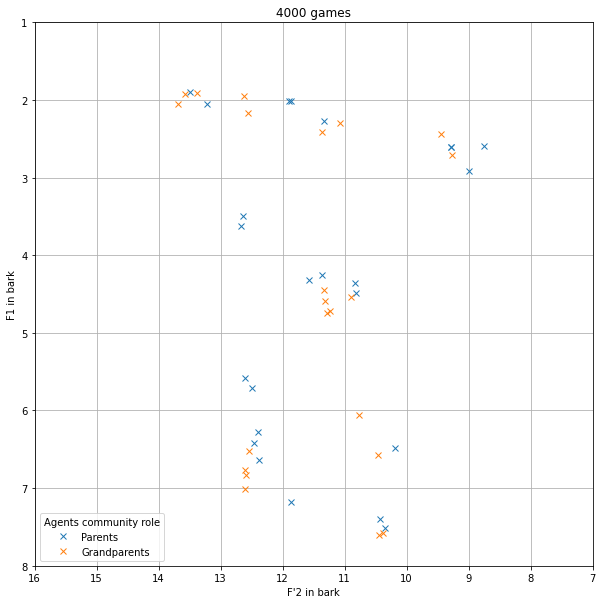 4000 games
1
2
3
4
5
6
7
8
F1 in bark
Agents community role
Parents
Grandparents
16 15 14 13 12 11 10 9 8 7
F'2 in bark